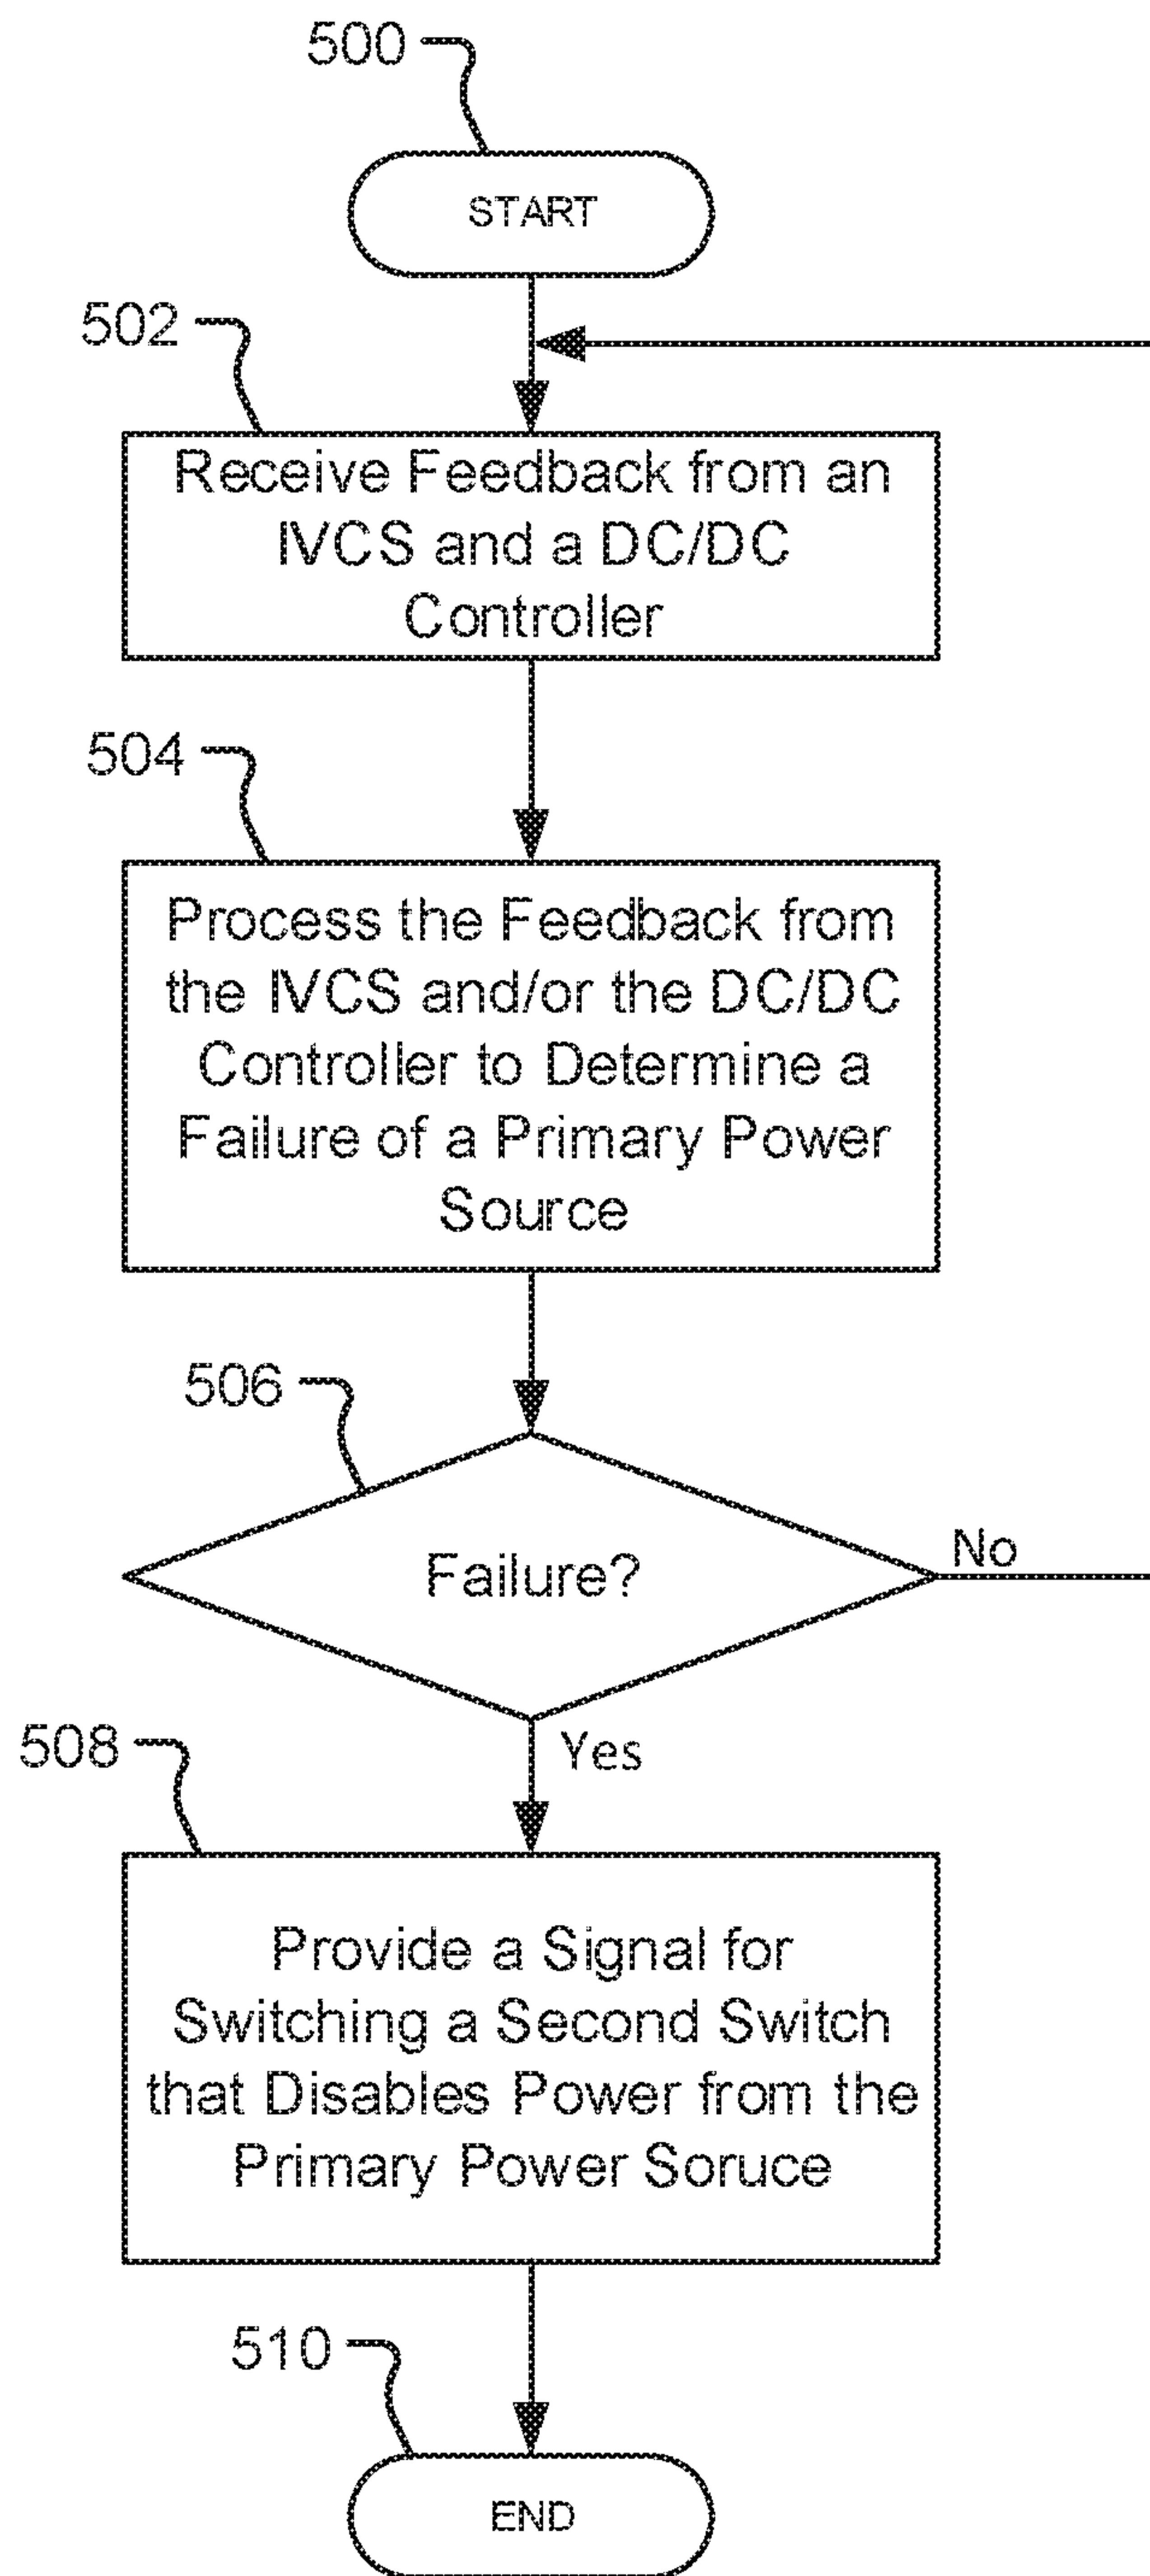 500
START
502
Receive Feedback from an
IVCS and a DC/DC
Controller
504
Process the Feedback from
the IVCS and/or the DC/DC
Controller to Determine a
Failure of a Primary Power
Source
506
Failure?
No
Yes
508
Provide a Signal for
Switching a Second Switch
that Disables Power from the
Primary Power Soruce
510
END